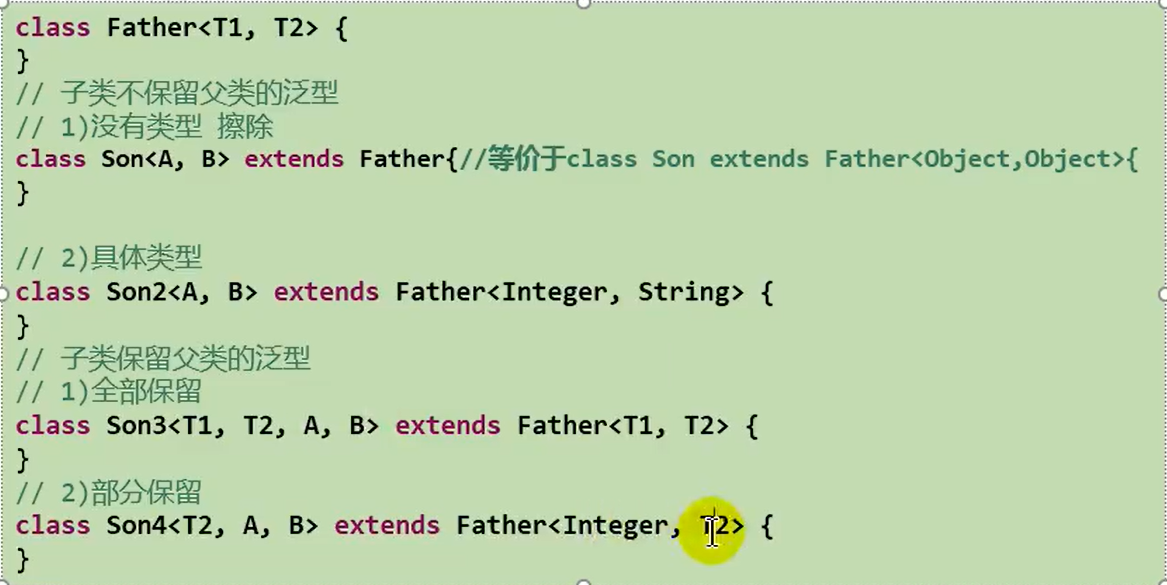 class Father<T1, T2> {
}
// 子类不保留父类的泛型
// 1)没有类型 擦除
class Son<A, B> extends Father{//等价于class Son extends Father<Object,Object>{
}
// 2)具体类型
class Son2<A, B> extends Father<Integer, String> {
}
// 子类保留父类的泛型
// 1)全部保留
class Son3<T1, T2, A, B> extends Father<T1, T2> {
}
// 2)部分保留
class Son4<T2, A, B> extends Father<Integer, T2> {
}